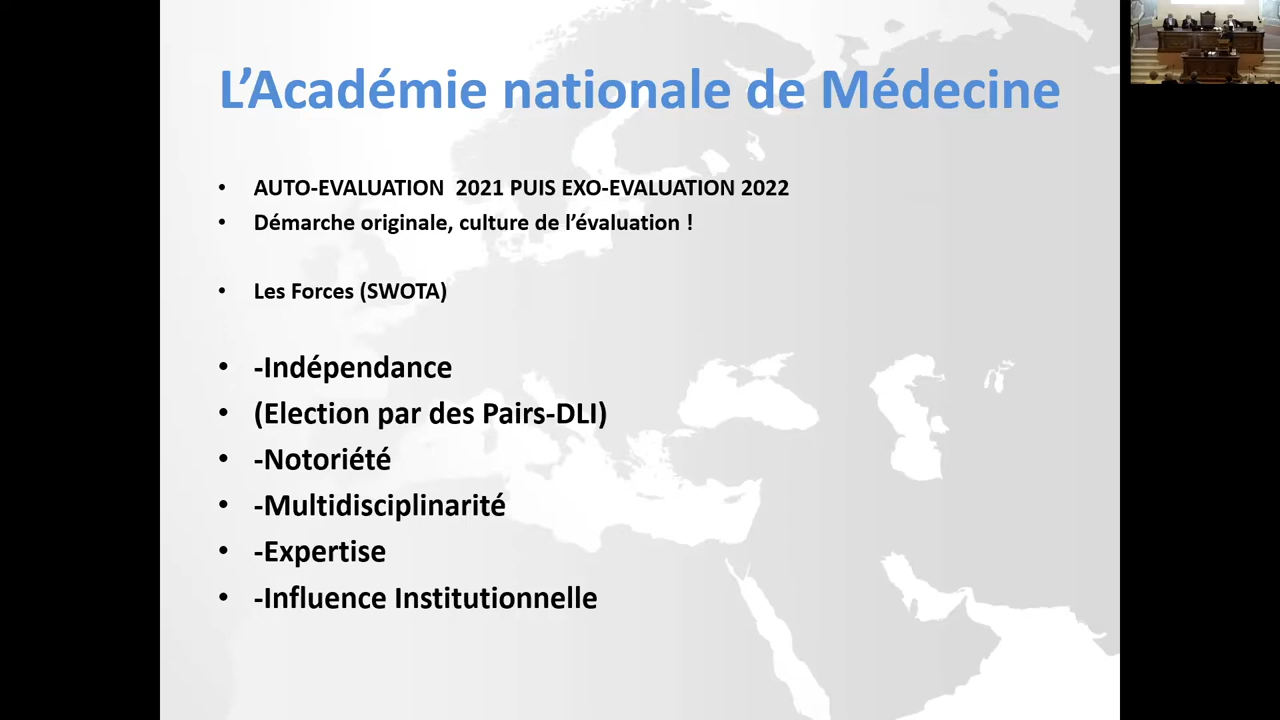 L’Académie nationale de Médecine
• AUTO-EVALUATION  2021 PUIS EXO-EVALUATION 2022
• Démarche originale, culture de l’évaluation !
• Les Forces (SWOTA)
• -Indépendance
• (Election par des Pairs-DLI)
• -Notoriété
• -Multidisciplinarité
• -Expertise
• -Influence Institutionnelle